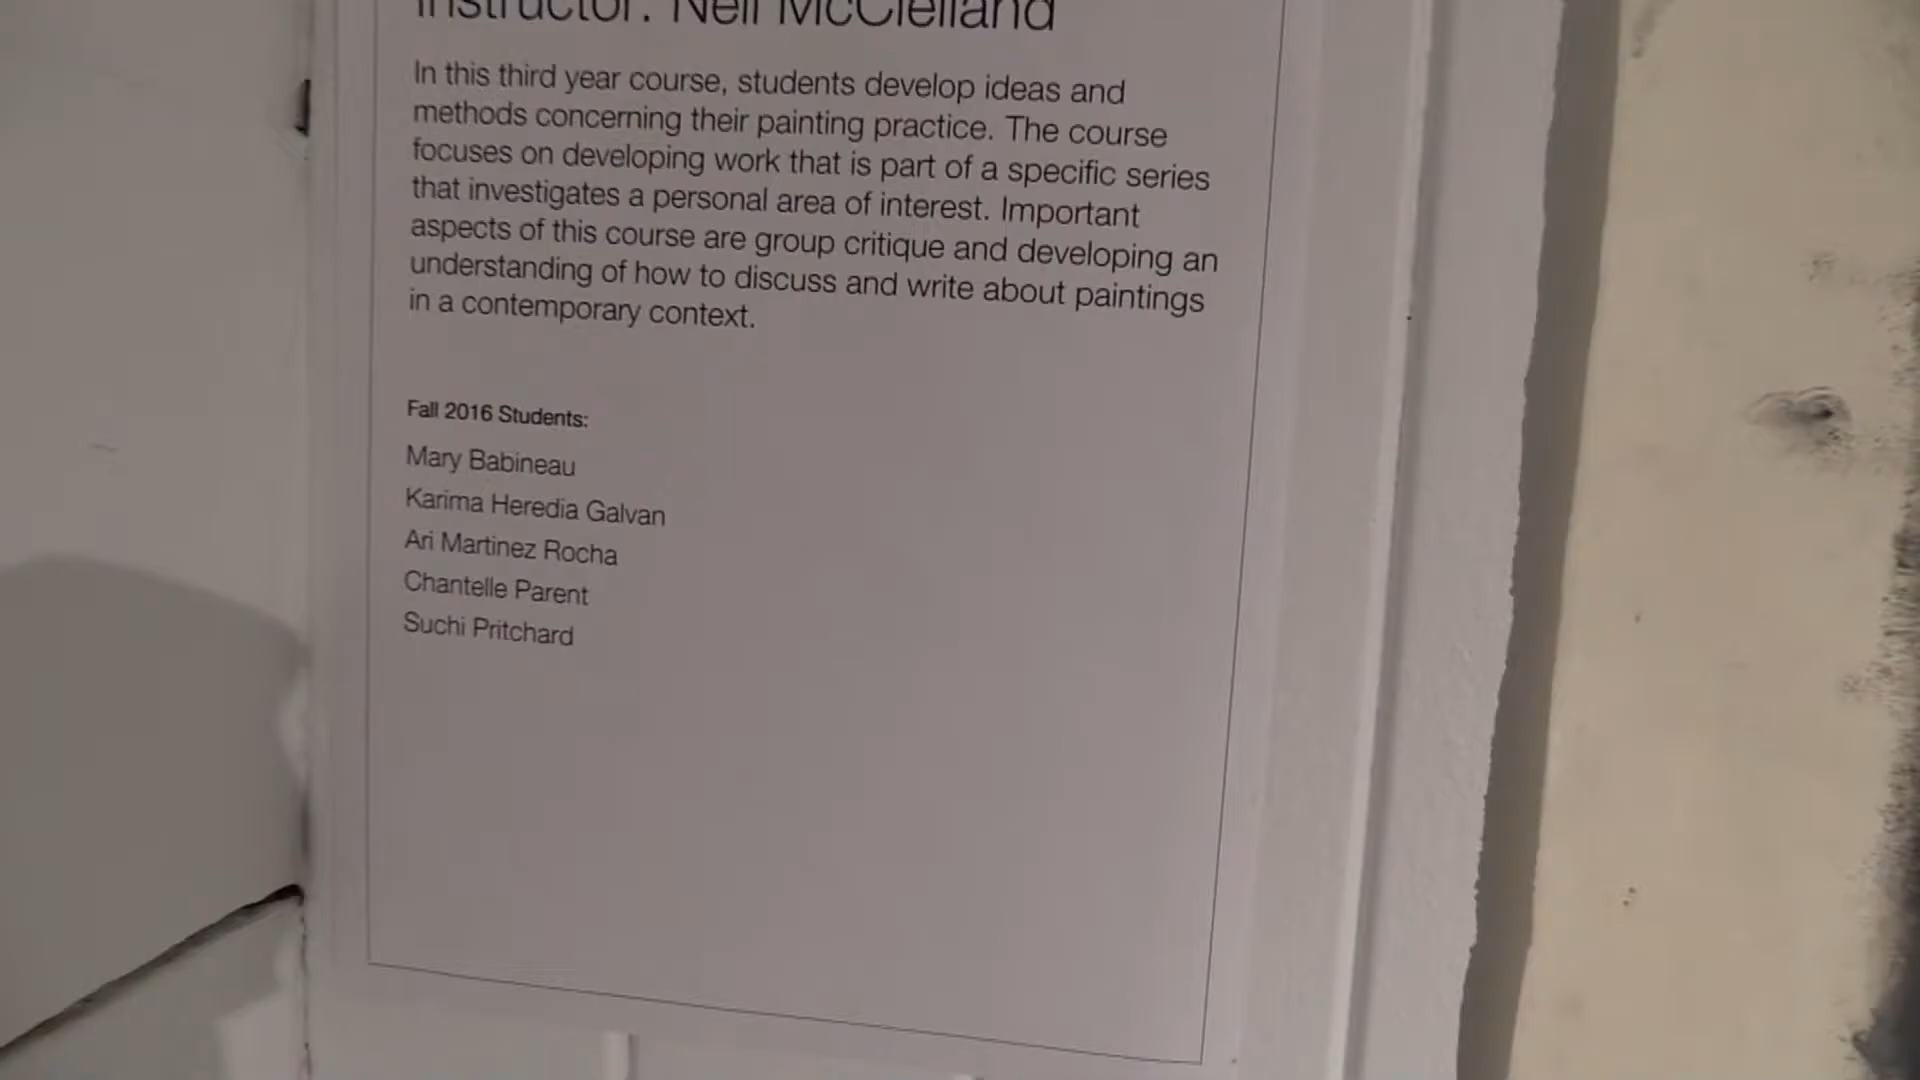 Instructor: Neil McClelland
In this third year course, students develop ideas and
methods concerning their painting practice. The course
focuses on developing work that is part of a specific series
that investigates a personal area of interest. Important
aspects of this course are group critique and developing an
understanding of how to discuss and write about paintings
in a contemporary context.
Fall 2016 Students:
Mary Babineau
Karima Heredia Galvan
Ari Martinez Rocha
Chantelle Parent
Suchi Pritchard